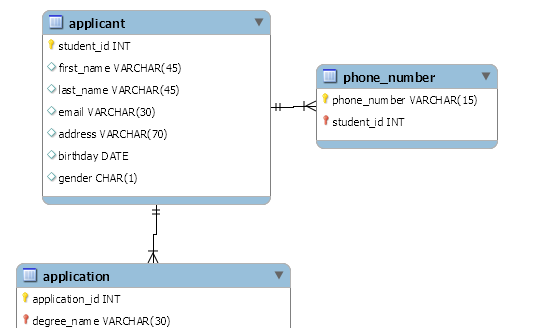 applicant
student_id INT
first_name VARCHAR(45)
last_name VARCHAR(45)
email VARCHAR(30)
address VARCHAR(70)
birthday DATE
gender CHAR(1)
phone_number
phone_number VARCHAR(15)
student_id INT
application
application_id INT
degree_name VARCHAR(30)